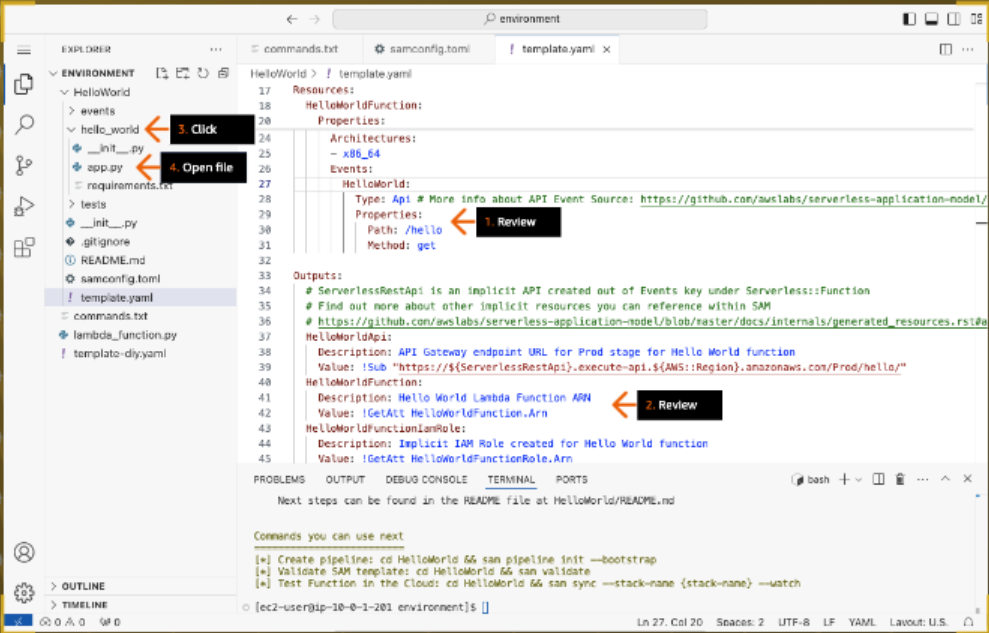 environment
EXPLORER
commands.txt
samconfig.toml
template.yaml
ENVIRONMENT
HelloWorld
events
hello_world
3. Click
__init__.py
app.py
4. Open file
requirements.txt
tests
__init__.py
.gitignore
README.md
samconfig.toml
template.yaml
commands.txt
lambda_function.py
template-diy.yaml
OUTLINE
TIMELINE
HelloWorld > ! template.yaml
17 Resources:
18 HelloWorldFunction:
20 Properties:
24 Architectures:
25 - x86_64
26 Events:
27 HelloWorld:
28 Type: Api # More info about API Event Source: https://github.com/awslabs/serverless-application-model/
29 Properties:
30 Path: /hello
31 Method: get
1. Review
32
33 Outputs:
34 # ServerlessRestApi is an implicit API created out of Events key under Serverless::Function
35 # Find out more about other implicit resources you can reference within SAM
36 # https://github.com/awslabs/serverless-application-model/blob/master/docs/internals/generated_resources.rst#a
37 HelloWorldApi:
38 Description: API Gateway endpoint URL for Prod stage for Hello World function
39 Value: !Sub "https://${ServerlessRestApi}.execute-api.${AWS::Region}.amazonaws.com/Prod/hello/"
40 HelloWorldFunction:
41 Description: Hello World Lambda Function ARN
42 Value: !GetAtt HelloWorldFunction.Arn
2. Review
43 HelloWorldFunctionIamRole:
44 Description: Implicit IAM Role created for Hello World function
45 Value: !GetAtt HelloWorldFunctionRole.Arn
PROBLEMS OUTPUT DEBUG CONSOLE TERMINAL PORTS
bash
Next steps can be found in the README file at HelloWorld/README.md
Commands you can use next
=========================
[*] Create pipeline: cd HelloWorld && sam pipeline init --bootstrap
[*] Validate SAM template: cd HelloWorld && sam validate
[*] Test Function in the Cloud: cd HelloWorld && sam sync --stack-name {stack-name} --watch
[ec2-user@ip-10-0-1-201 environment]$
0 0 0
Ln 27, Col 20 Spaces: 2 UTF-8 LF YAML Layout: U.S.